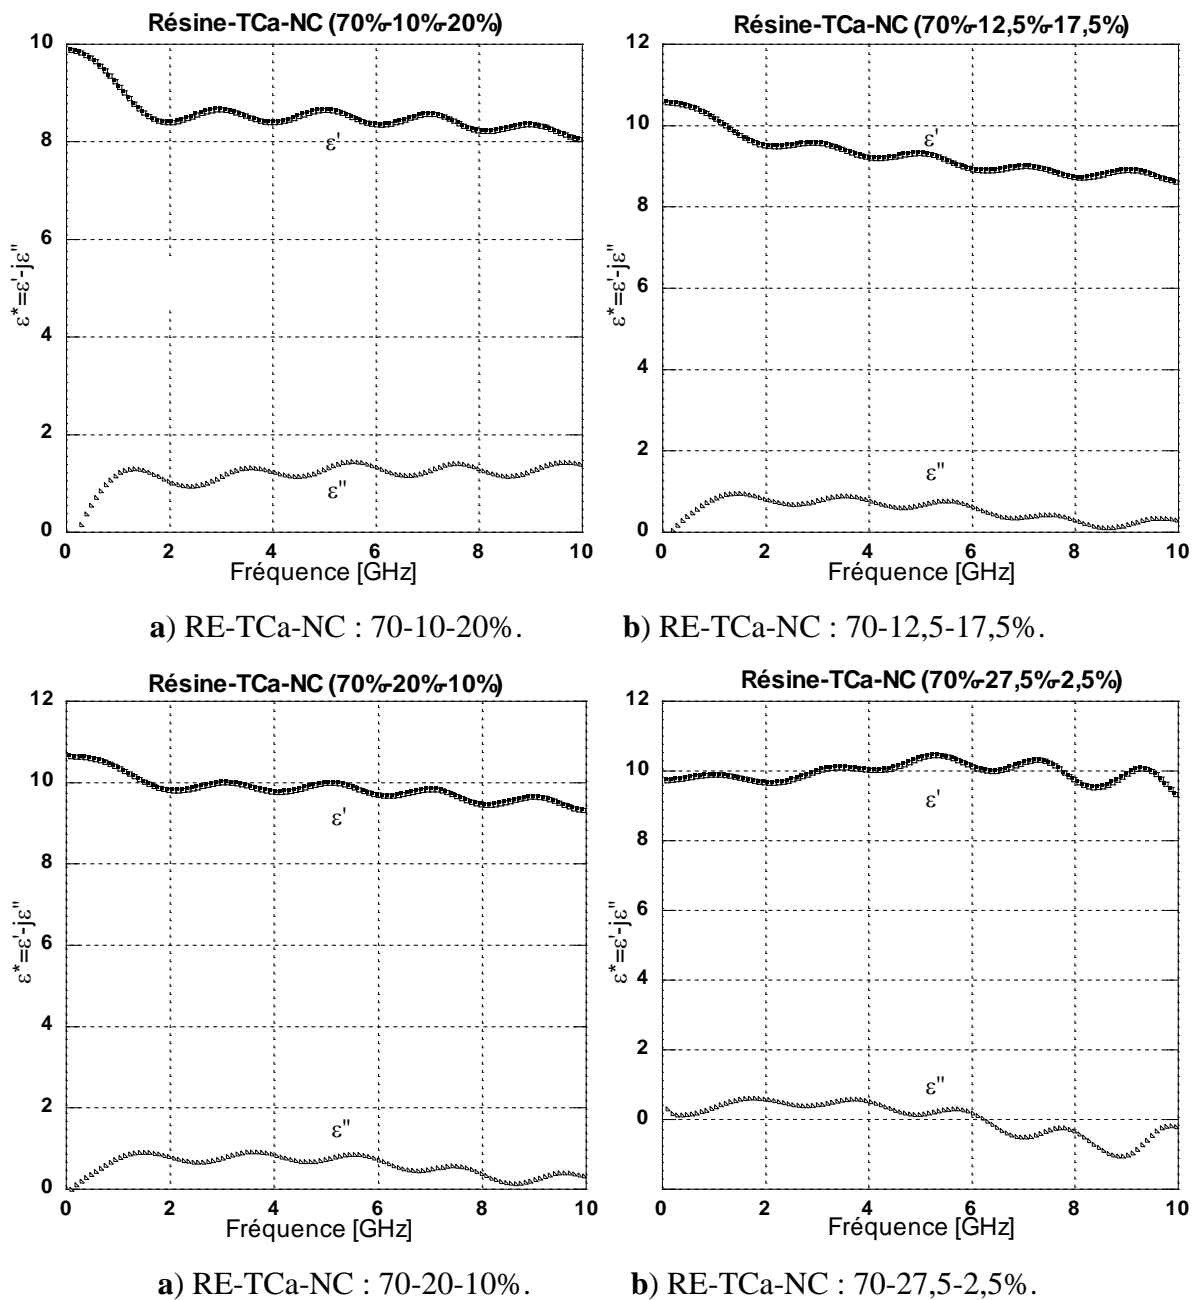 Résine-TCa-NC (70%-10%-20%)
10
8
6
4
2
0
ε'
ε"
ε*=ε'-jε"
0 2 4 6 8 10
Fréquence [GHz]
Résine-TCa-NC (70%-12,5%-17,5%)
12
10
8
6
4
2
0
ε'
ε"
ε*=ε'-jε"
0 2 4 6 8 10
Fréquence [GHz]
a) RE-TCa-NC : 70-10-20%.
b) RE-TCa-NC : 70-12,5-17,5%.
Résine-TCa-NC (70%-20%-10%)
12
10
8
6
4
2
0
ε'
ε"
ε*=ε'-jε"
0 2 4 6 8 10
Fréquence [GHz]
Résine-TCa-NC (70%-27,5%-2,5%)
12
10
8
6
4
2
0
ε'
ε"
ε*=ε'-jε"
0 2 4 6 8 10
Fréquence [GHz]
a) RE-TCa-NC : 70-20-10%.
b) RE-TCa-NC : 70-27,5-2,5%.